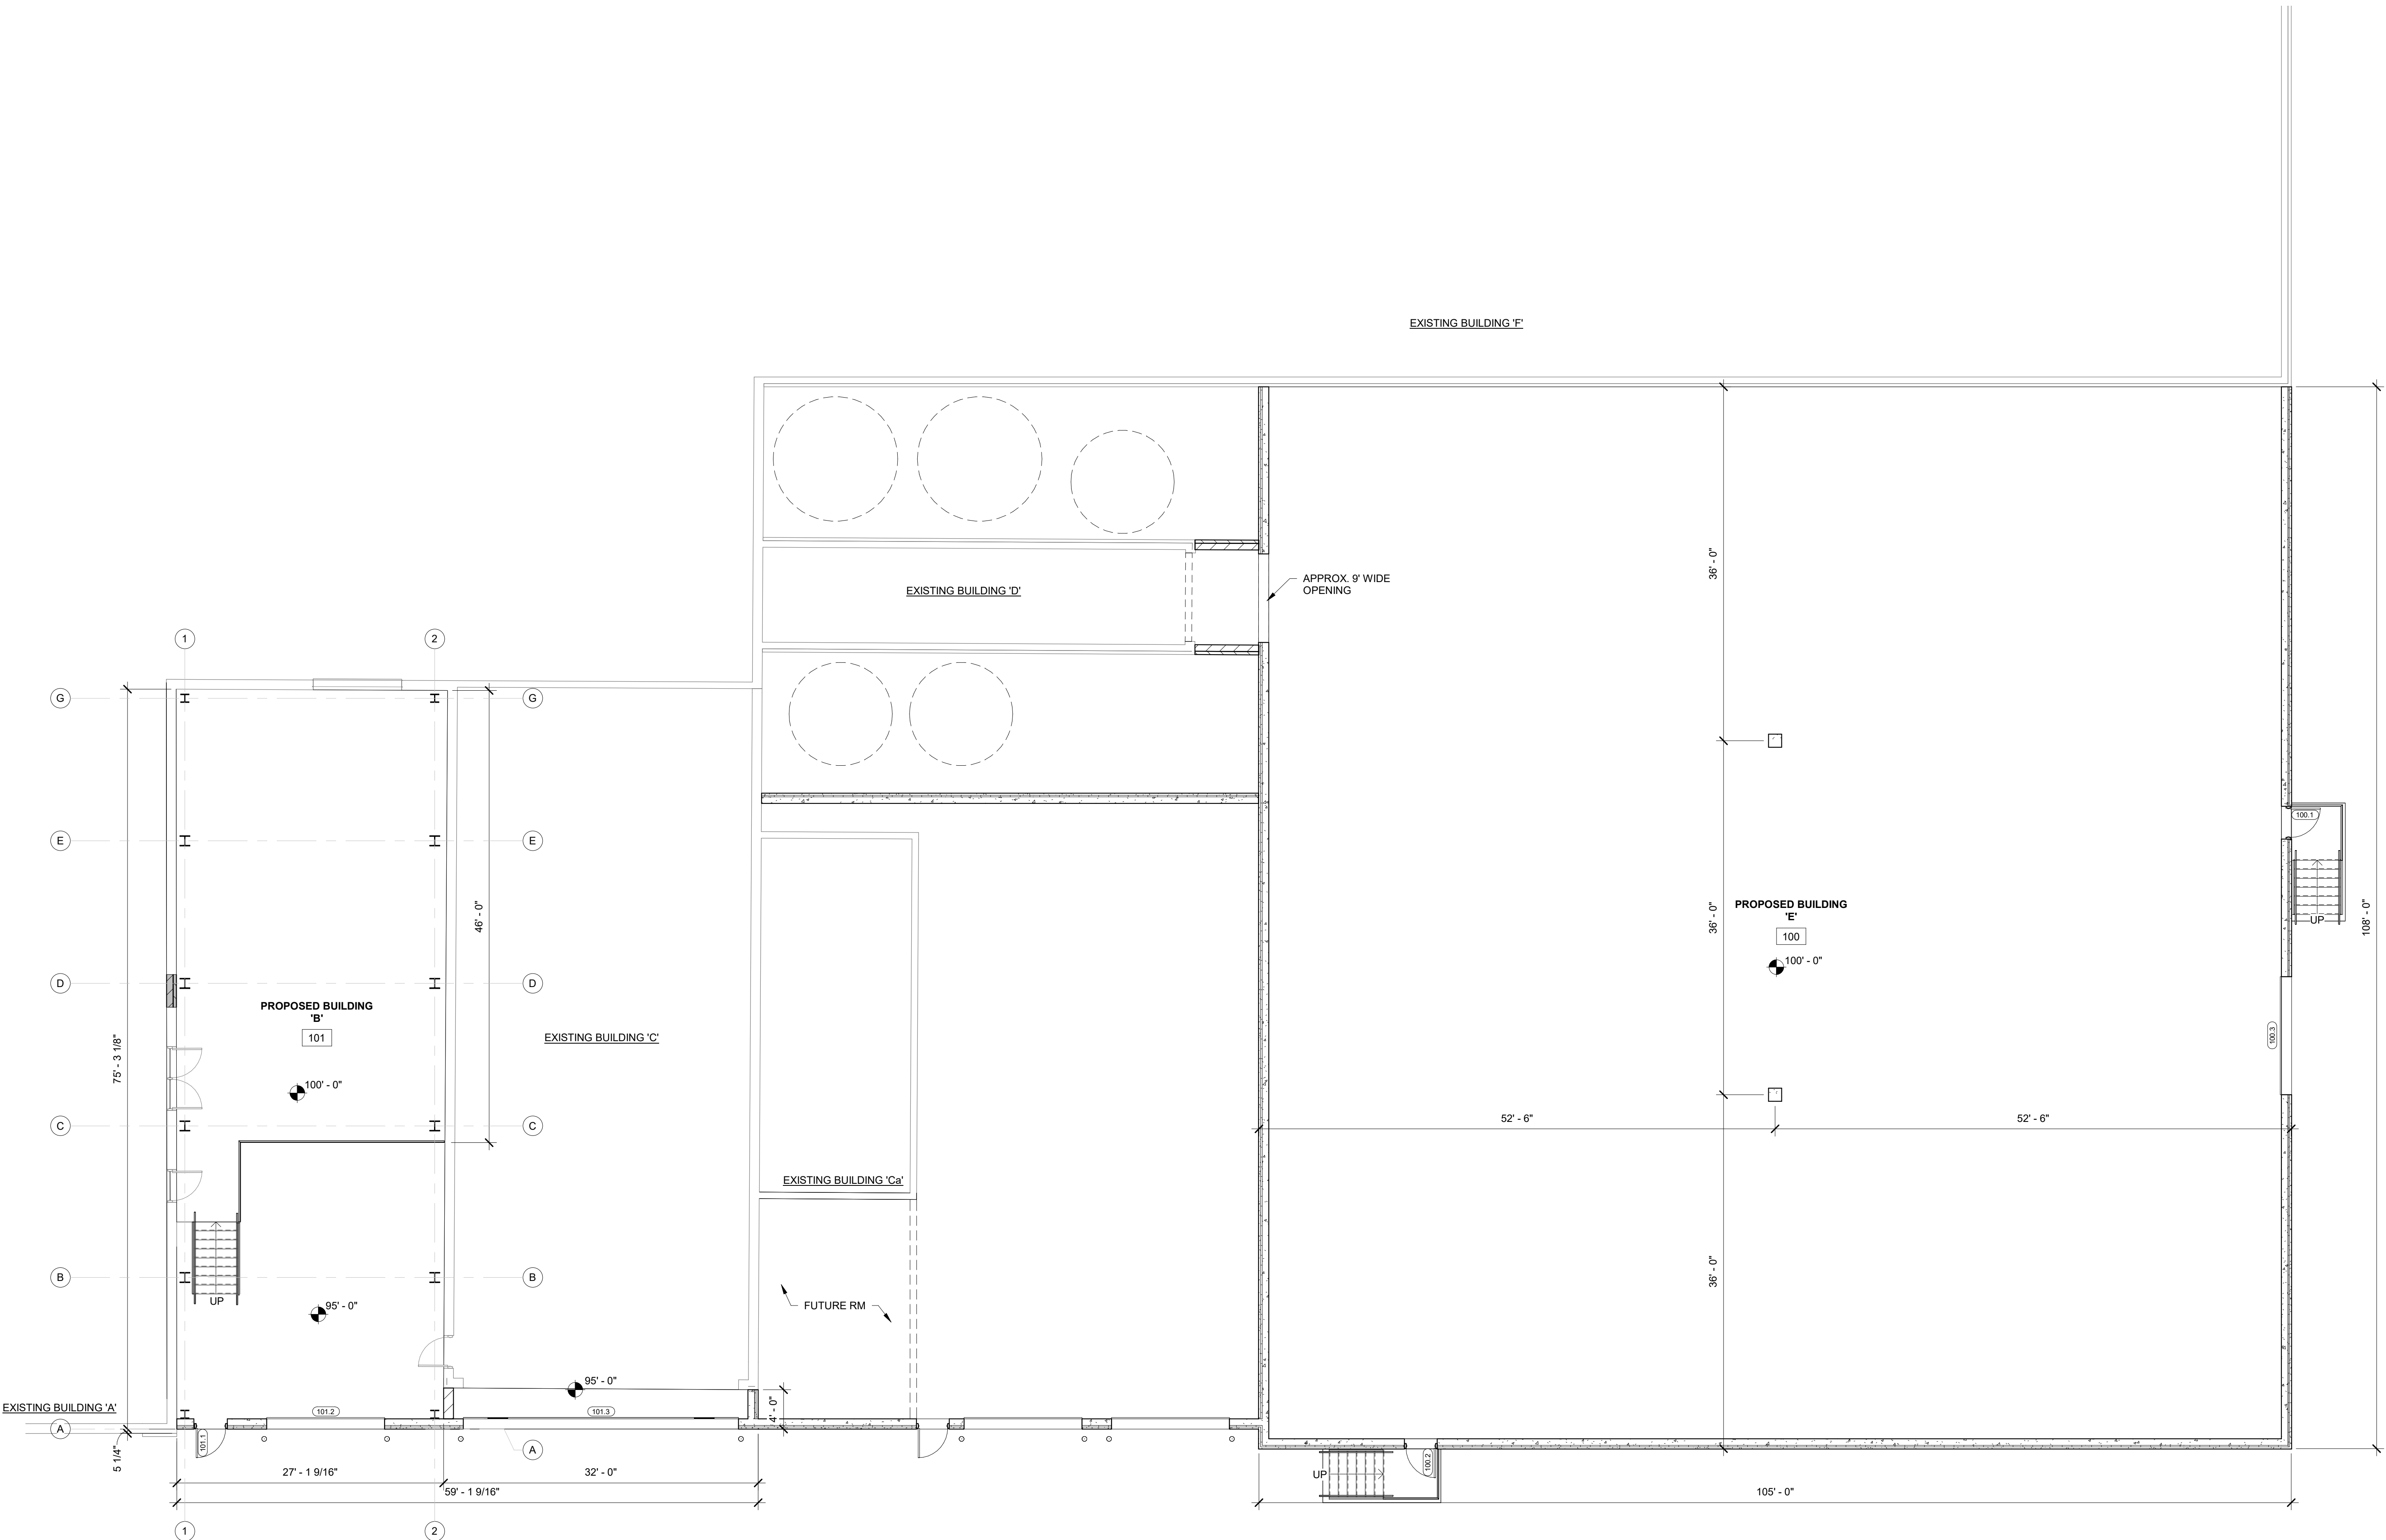 EXISTING BUILDING 'F'
36' - 0"
APPROX. 9' WIDE
OPENING
EXISTING BUILDING 'D'
1
2
G
G
E
E
46' - 0"
36' - 0"
100.1
UP
108' - 0"
PROPOSED BUILDING
'E'
100
100' - 0"
D
D
PROPOSED BUILDING
'B'
101
EXISTING BUILDING 'C'
75' - 3 1/8"
100' - 0"
100.3
C
C
52' - 6"
52' - 6"
EXISTING BUILDING 'Ca'
B
B
UP
95' - 0"
FUTURE RM
36' - 0"
95' - 0"
4' - 0"
EXISTING BUILDING 'A'
101.2
101.3
A
A
101.1
5 1/4"
100.2
UP
27' - 1 9/16"
32' - 0"
59' - 1 9/16"
105' - 0"
1
2